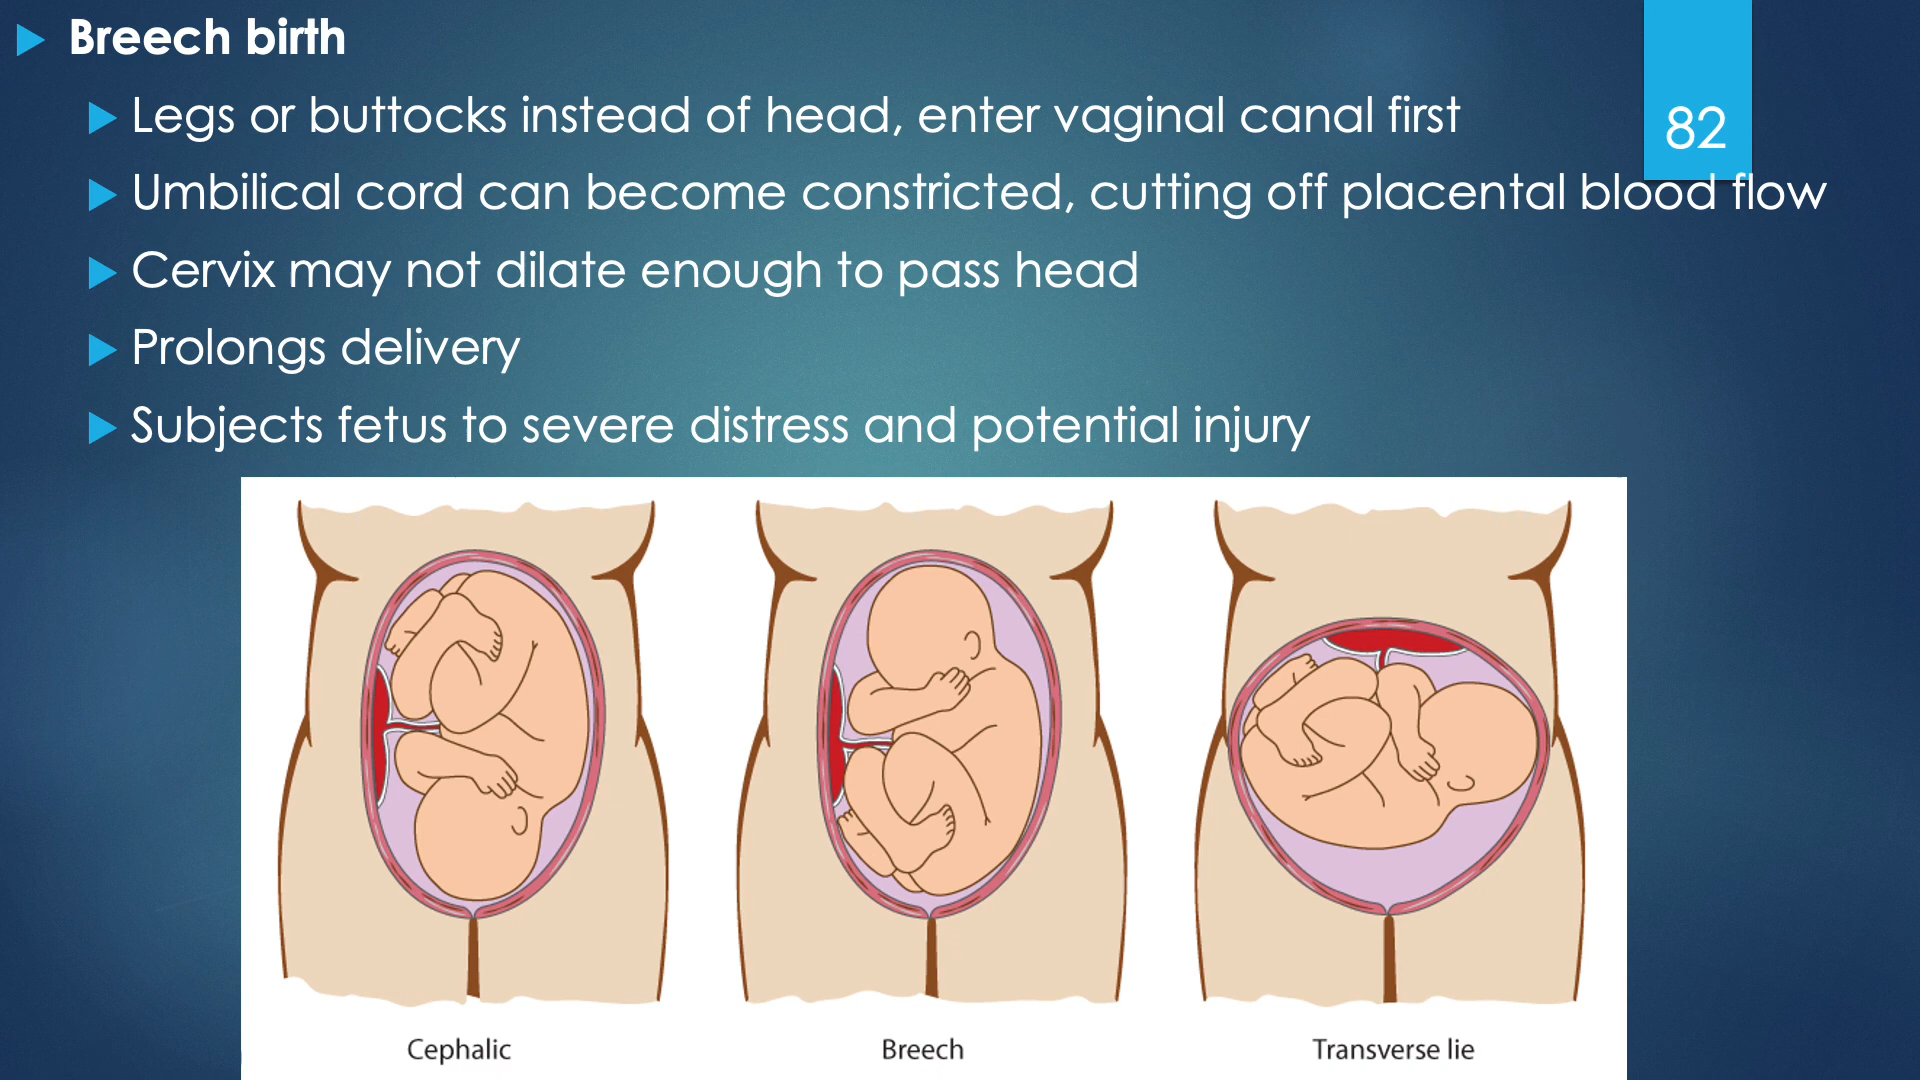 Breech birth
Legs or buttocks instead of head, enter vaginal canal first
82
Umbilical cord can become constricted, cutting off placental blood flow
Cervix may not dilate enough to pass head
Prolongs delivery
Subjects fetus to severe distress and potential injury
Cephalic
Breech
Transverse lie